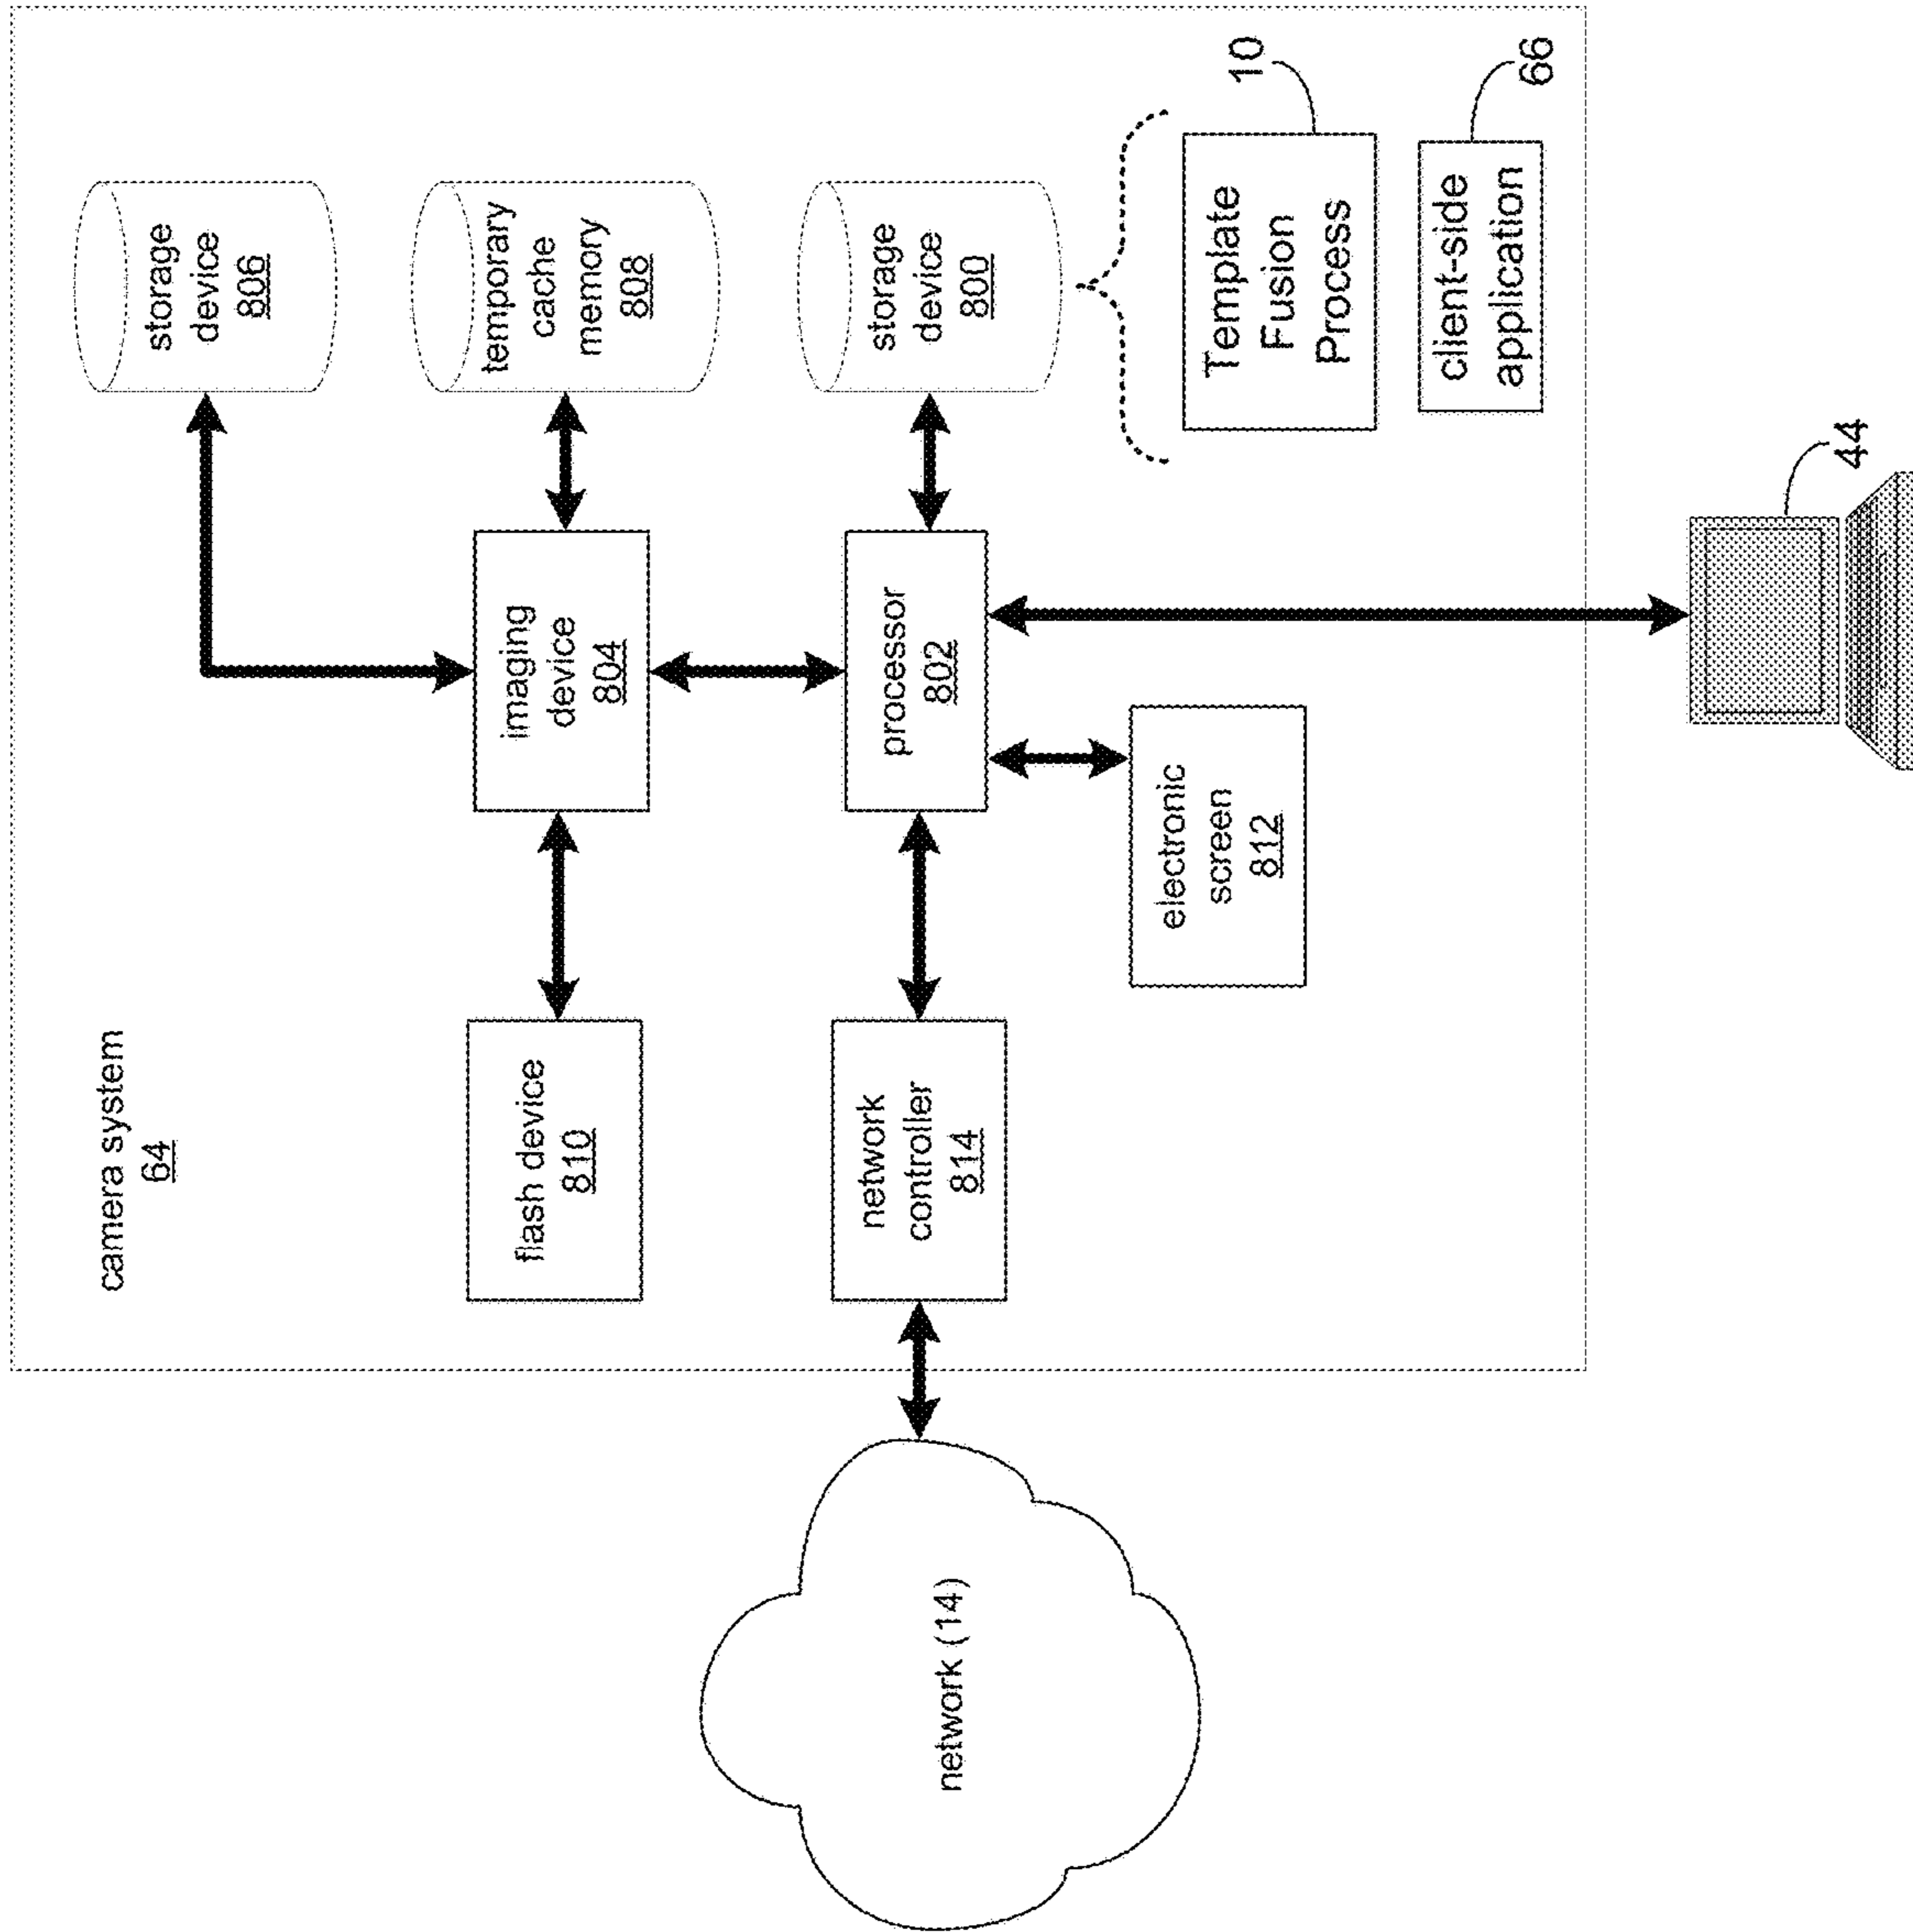 camera system
64
storage
device
806
flash device
810
imaging
device
804
temporary
cache
memory
808
network (14)
network
controller
814
processor
802
storage
device
800
electronic
screen
812
Template
Fusion
Process
10
client-side
application
66
44